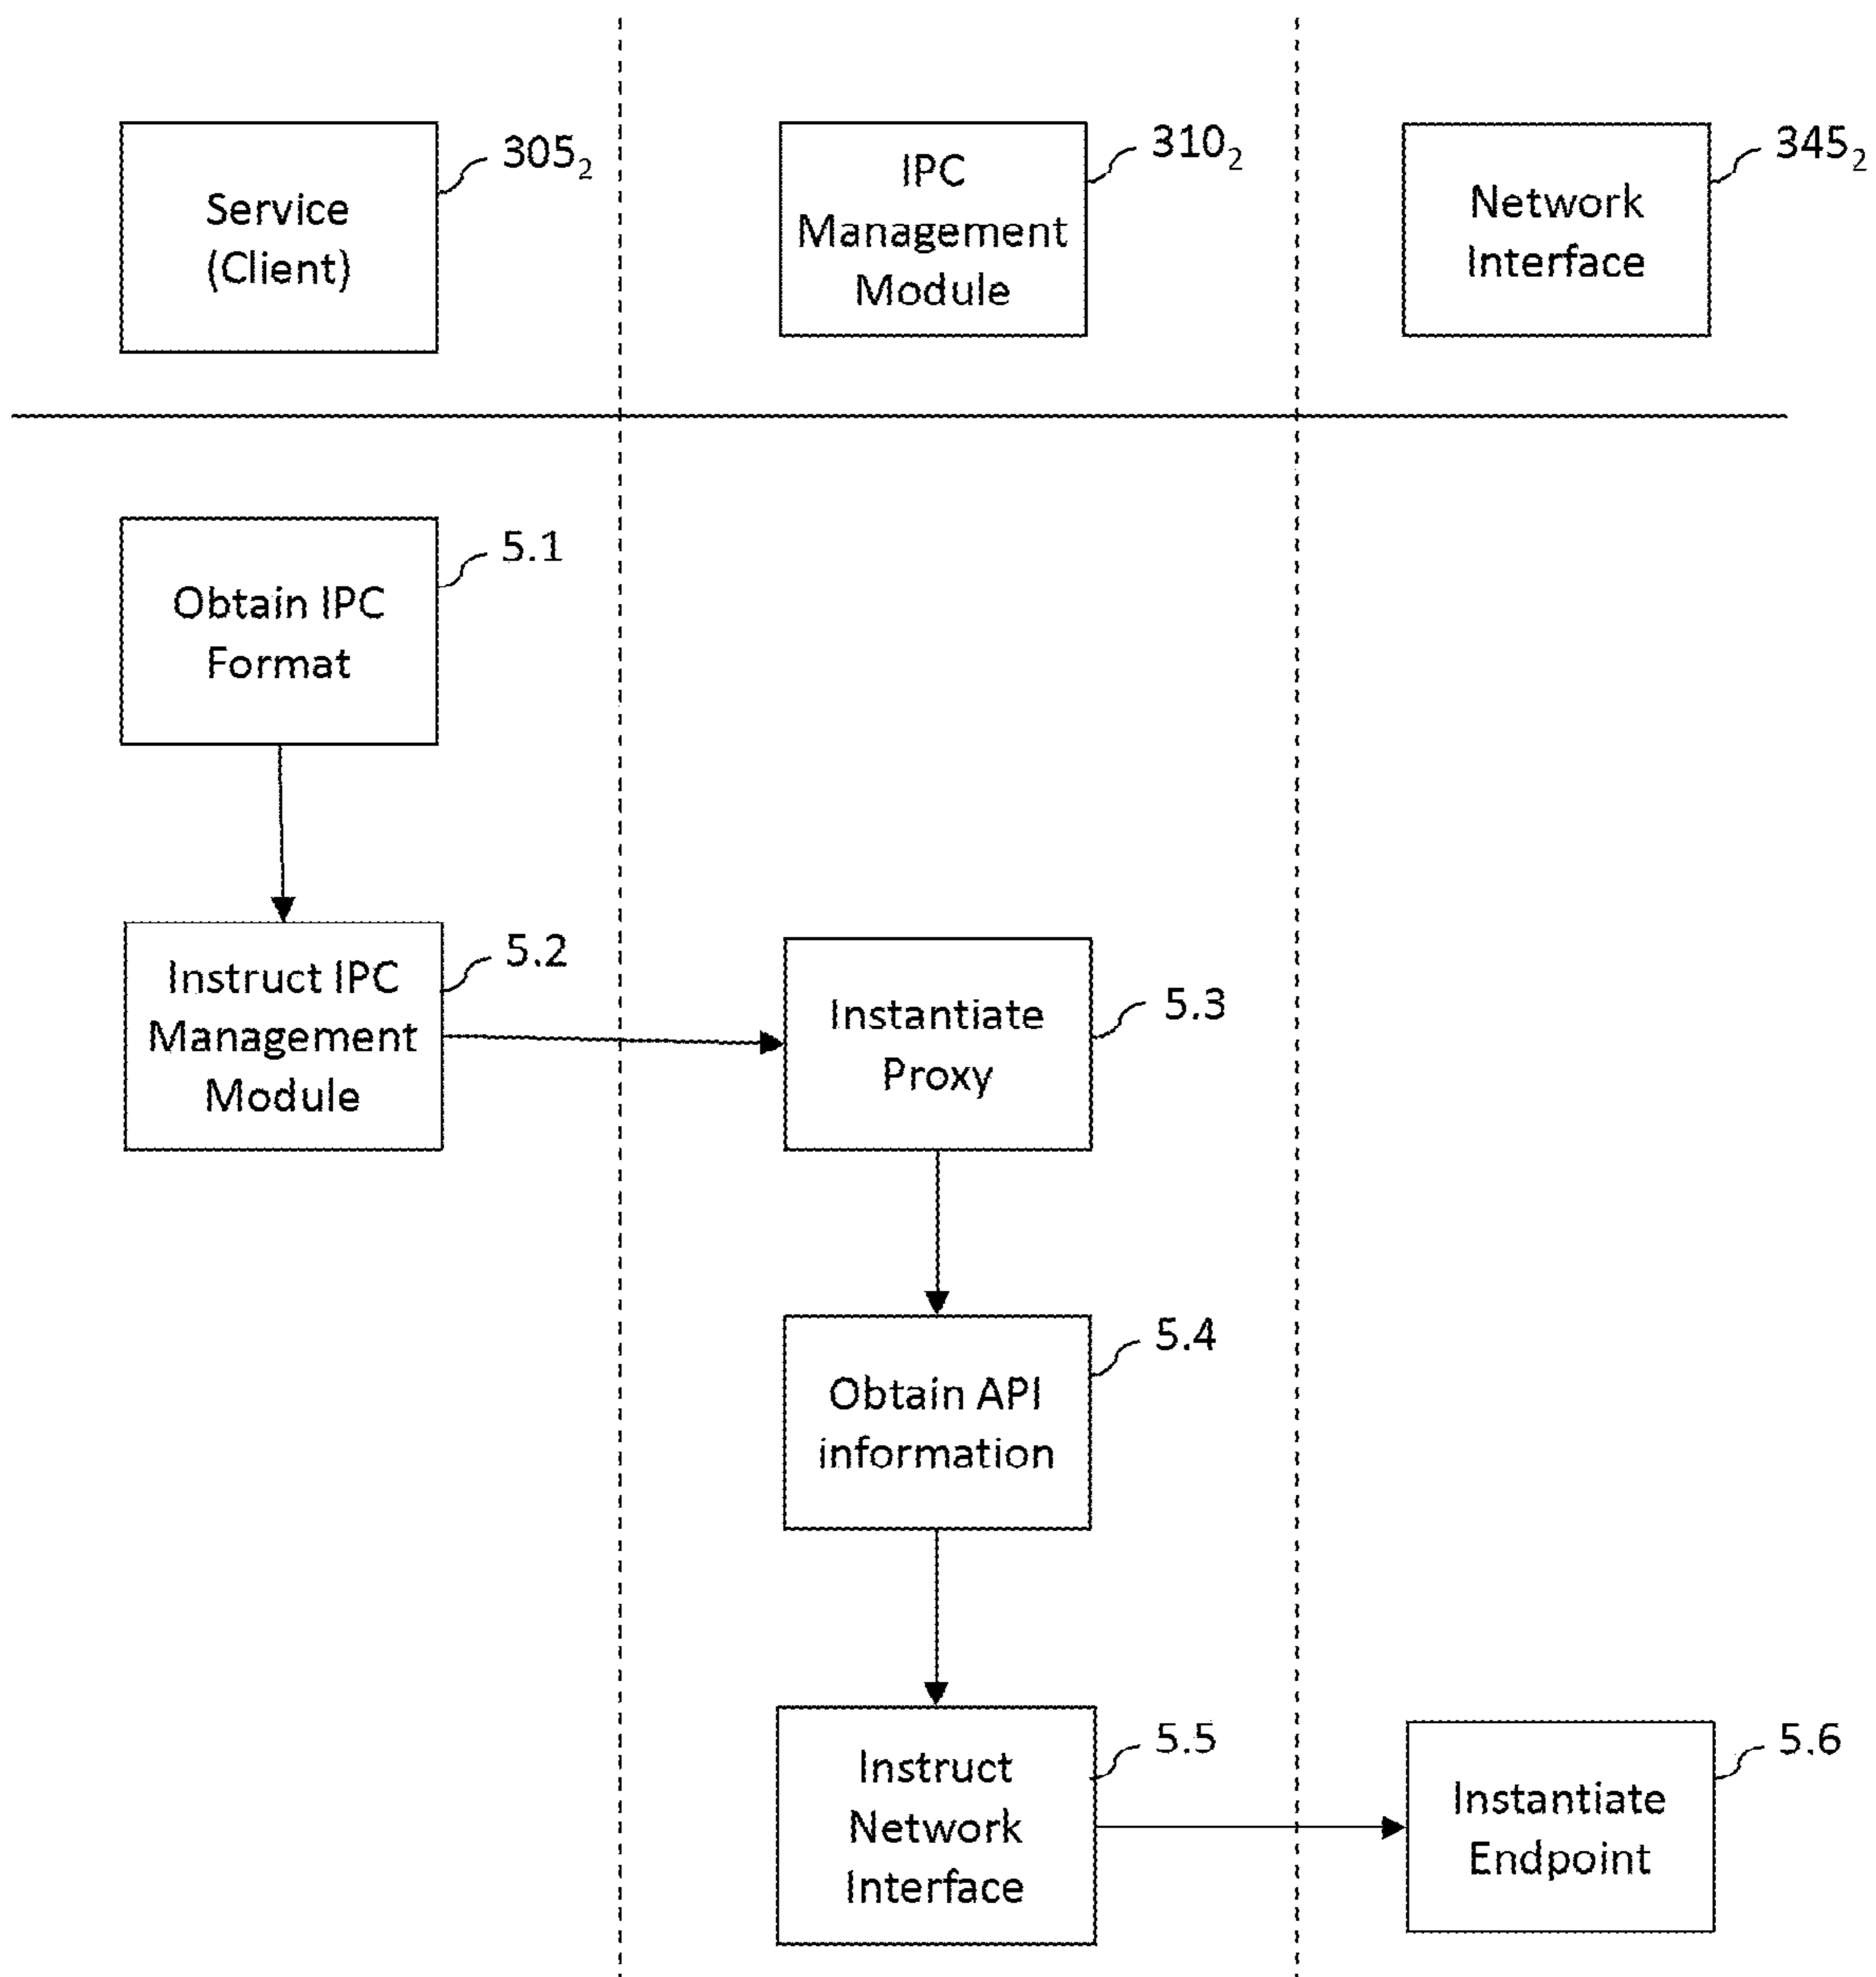 Service
(Client)
305₂
IPC
Management
Module
310₂
Network
Interface
345₂
Obtain IPC
Format
5.1
Instruct IPC
Management
Module
5.2
Instantiate
Proxy
5.3
Obtain API
information
5.4
Instruct
Network
Interface
5.5
Instantiate
Endpoint
5.6